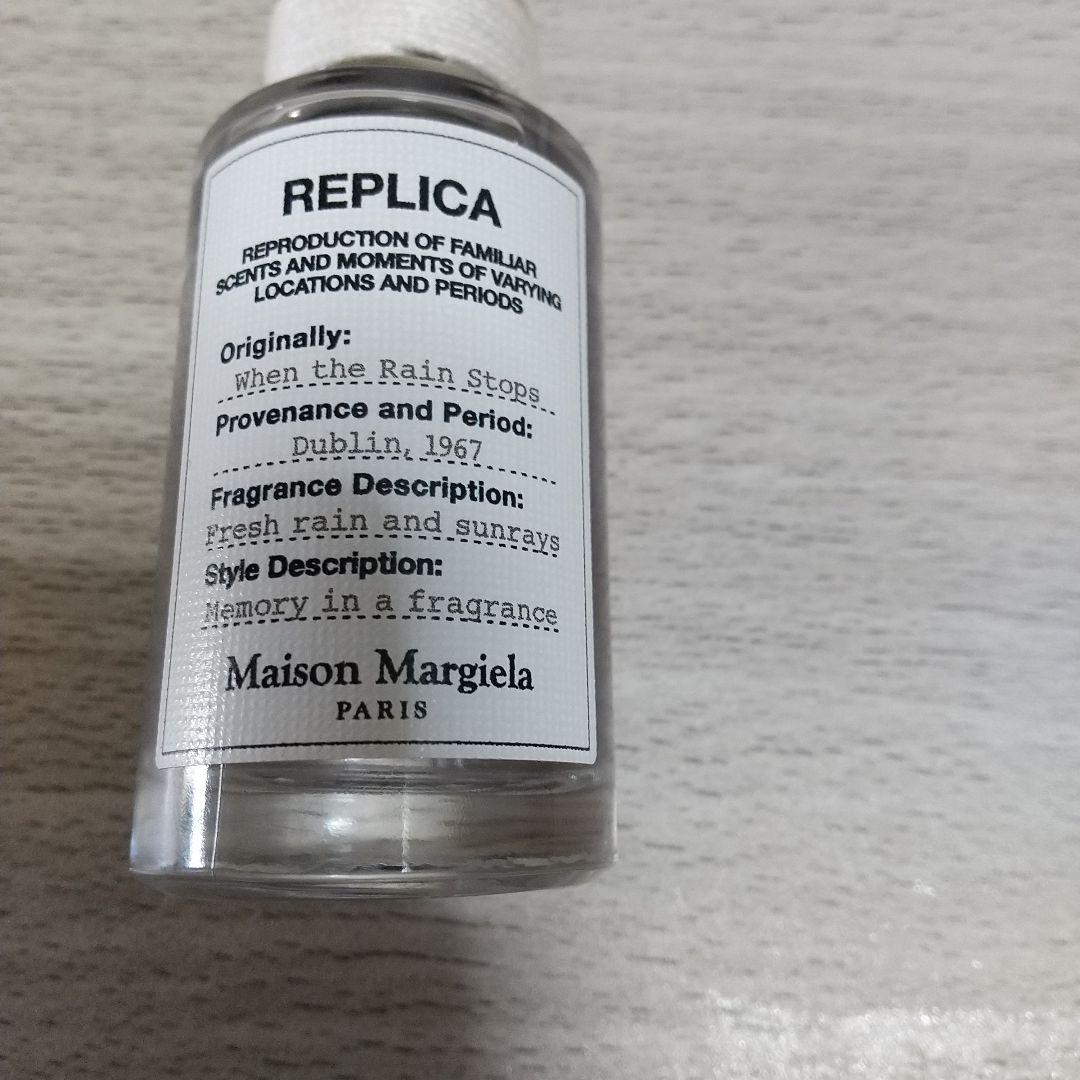 REPLICA
REPRODUCTION OF FAMILIAR
SCENTS AND MOMENTS OF VARYING
LOCATIONS AND PERIODS
Originally:
When the Rain Stops
Provenance and Period:
Dublin, 1967
Fragrance Description:
Fresh rain and sunrays
Style Description:
Memory in a fragrance
Maison Margiela
PARIS